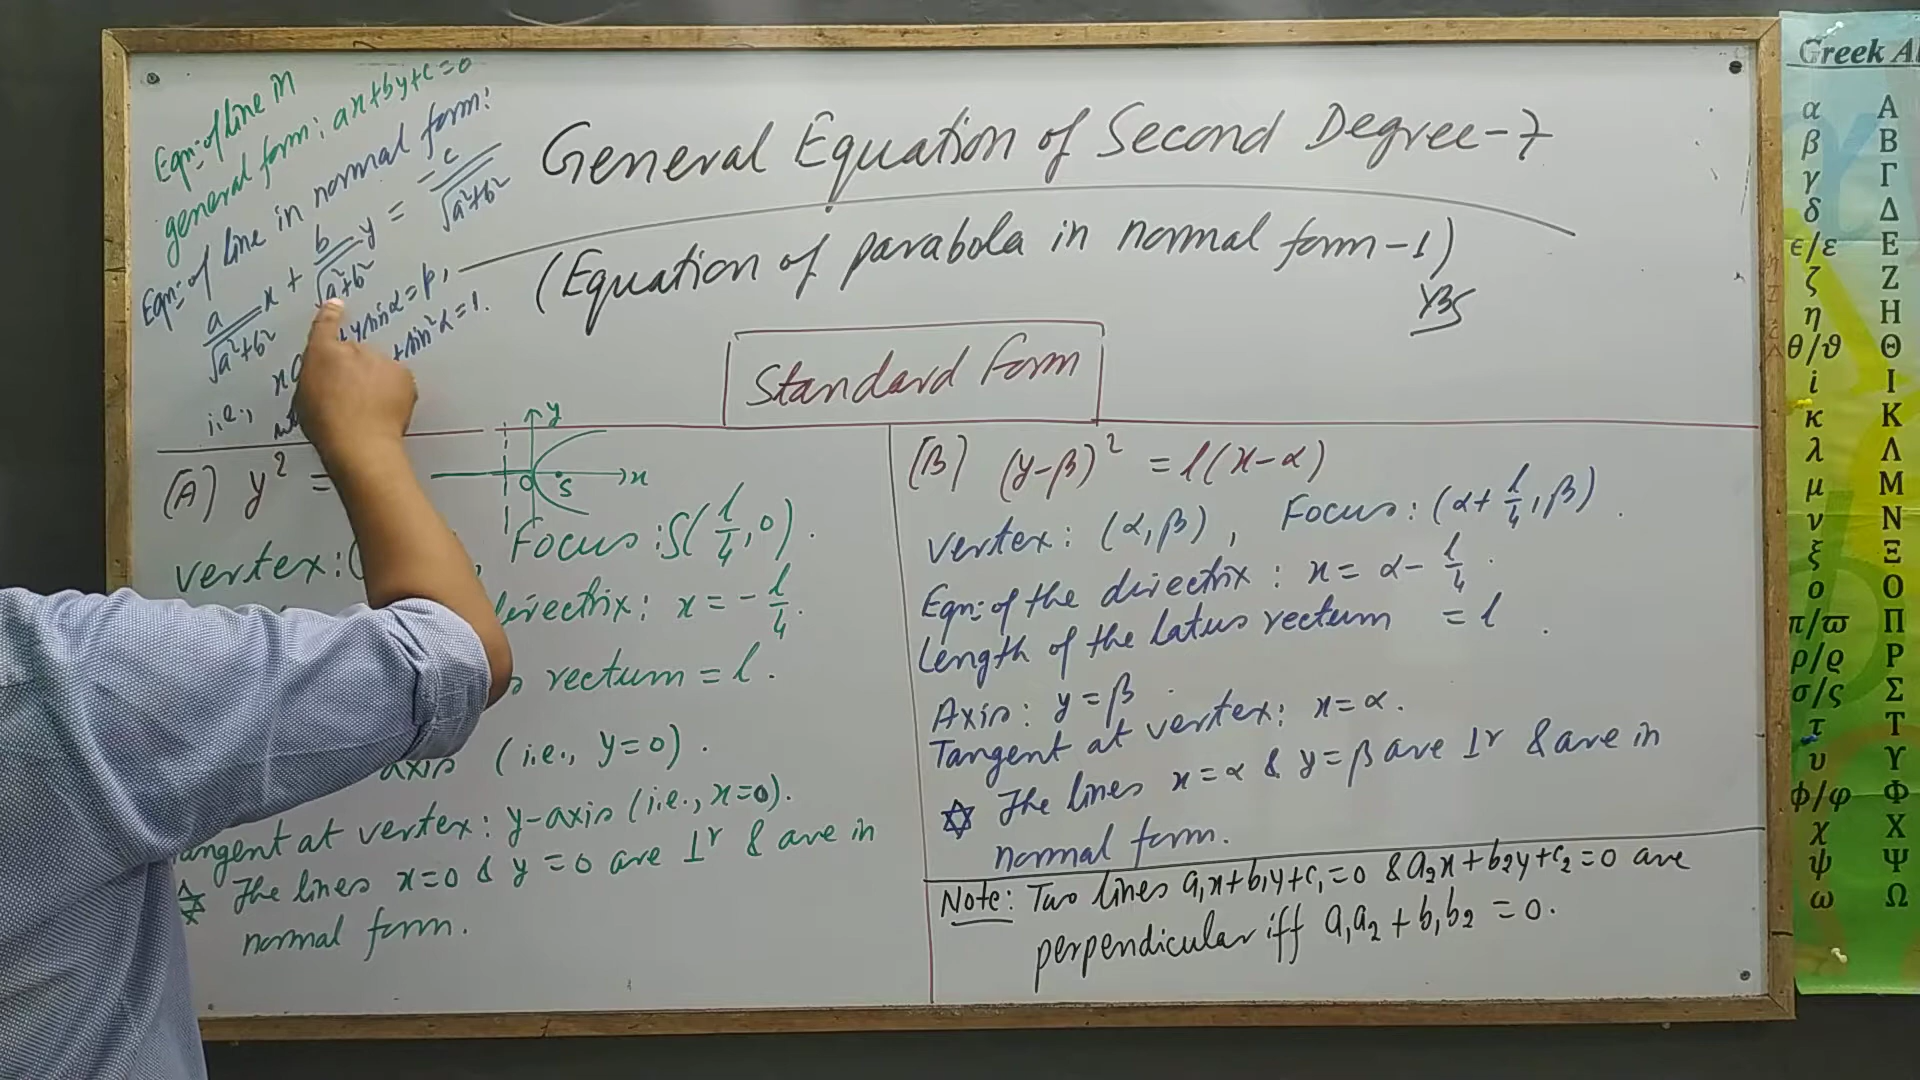 Eqn: of line in
general form: ax+by+c=0
Eqn: of line in normal form:
a/√(a²+b²) x + b/√(a²+b²) y = -c/√(a²+b²)
i.e., x ysinα=p,
+sin²α=1.
General Equation of Second Degree-7
(Equation of parabola in normal form-1)
Standard Form
(A) y² =
y
O S x
vertex:( , Focus:S(l/4,0).
directrix: x=-l/4.
rectum=l.
axis (i.e., y=0).
Tangent at vertex: y-axis (i.e., x=0).
☆ The lines x=0 & y=0 are ⊥r & are in
normal form.
(B) (y-β)² = l(x-α)
vertex: (α,β), Focus: (α+l/4,β).
Eqn: of the directrix: x= α-l/4.
Length of the latus rectum = l.
Axis: y=β.
Tangent at vertex: x=α.
☆ The lines x=α & y=β are ⊥r & are in
normal form.
Note: Two lines a₁x+b₁y+c₁=0 & a₂x+b₂y+c₂=0 are
perpendicular iff a₁a₂+b₁b₂=0.
Greek A
α Α
β Β
γ Γ
δ Δ
ϵ/ε Ε
ζ Ζ
η Η
θ/ϑ Θ
i Ι
κ Κ
λ Λ
μ Μ
ν Ν
ξ Ξ
ο Ο
π/ϖ Π
ρ/ϱ Ρ
σ/ς Σ
τ Τ
υ Υ
ϕ/φ Φ
χ Χ
ψ Ψ
ω Ω